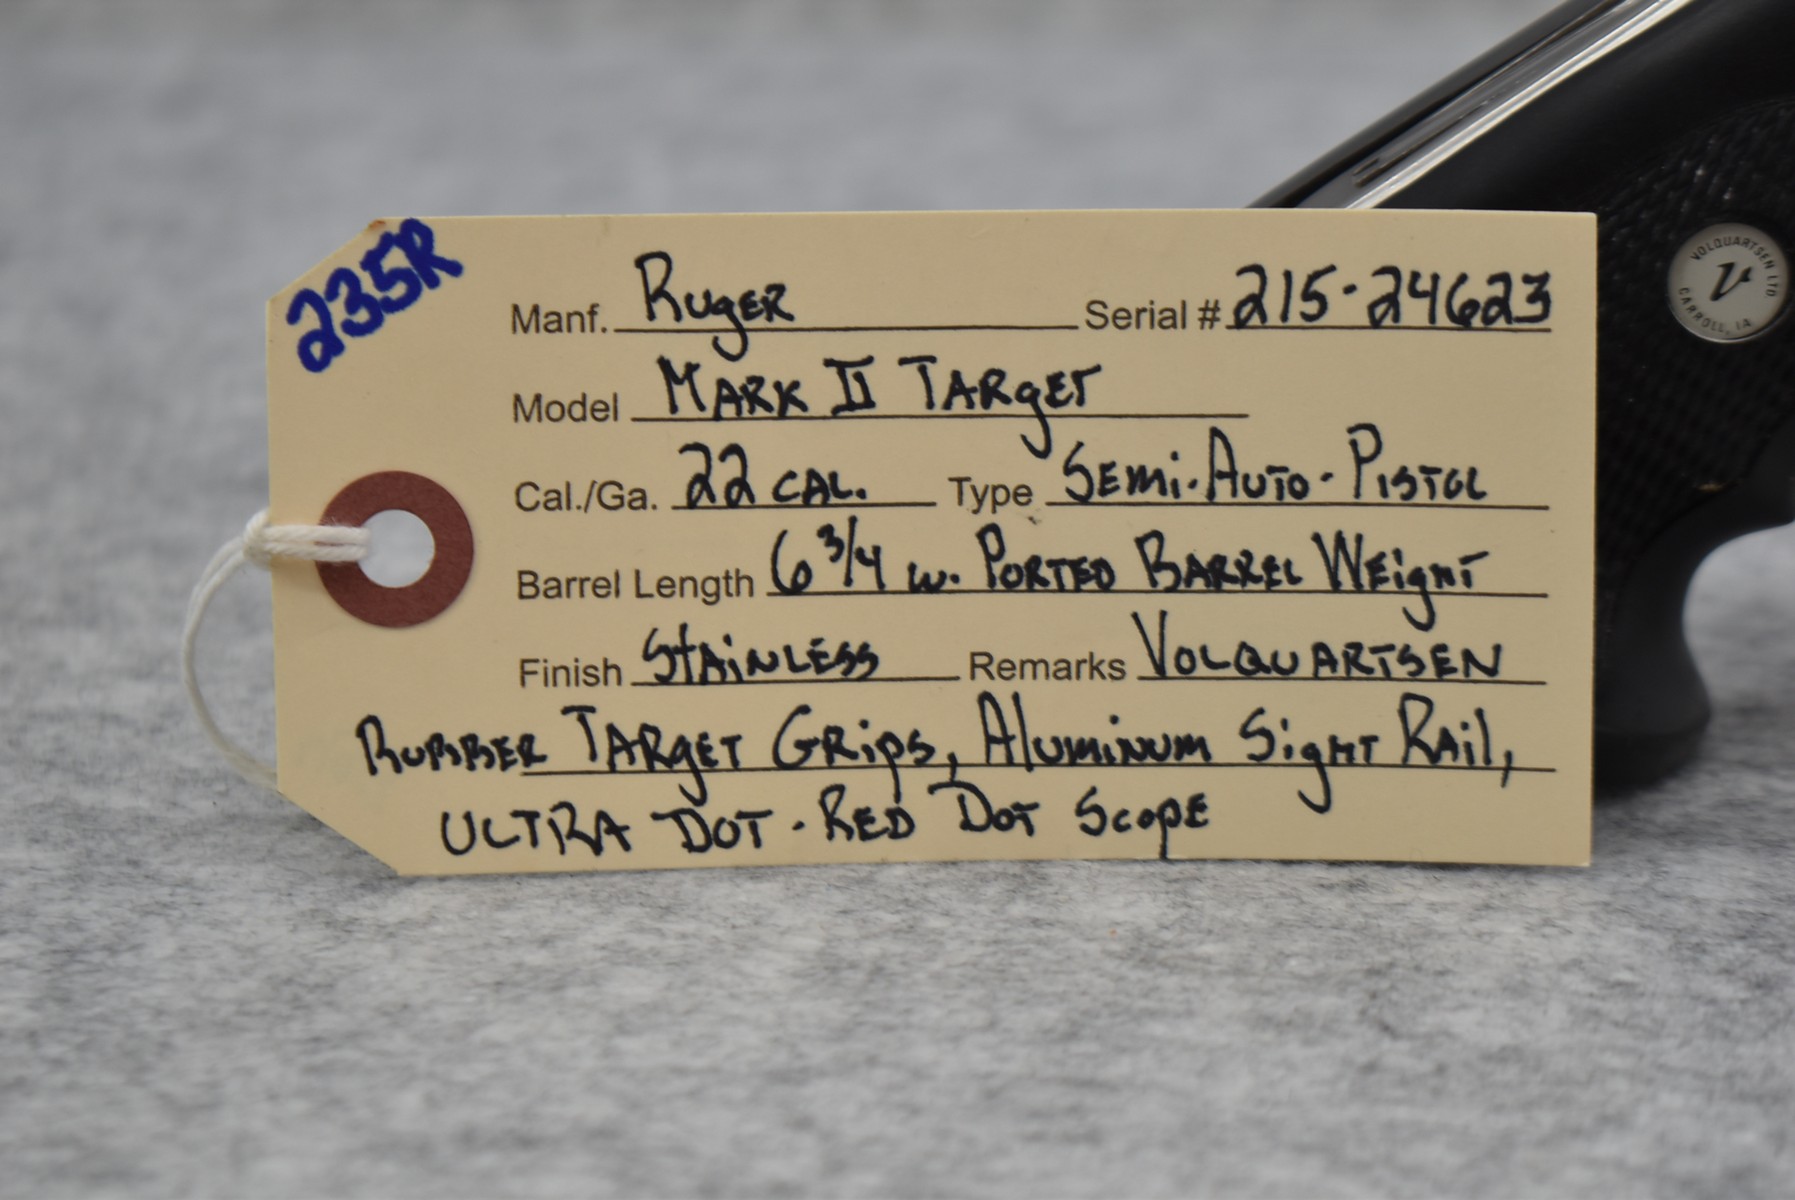 235R
Manf. Ruger Serial # 215-24623
Model Mark II Target
Cal./Ga. 22 cal. Type Semi-Auto-Pistol
Barrel Length 6 3/4 w. Ported Barrel Weight
Finish Stainless Remarks Volquartsen
Rubber Target Grips, Aluminum Sight Rail,
Ultra Dot - Red Dot Scope
VOLQUARTSEN LTD
V
CARROLL, IA